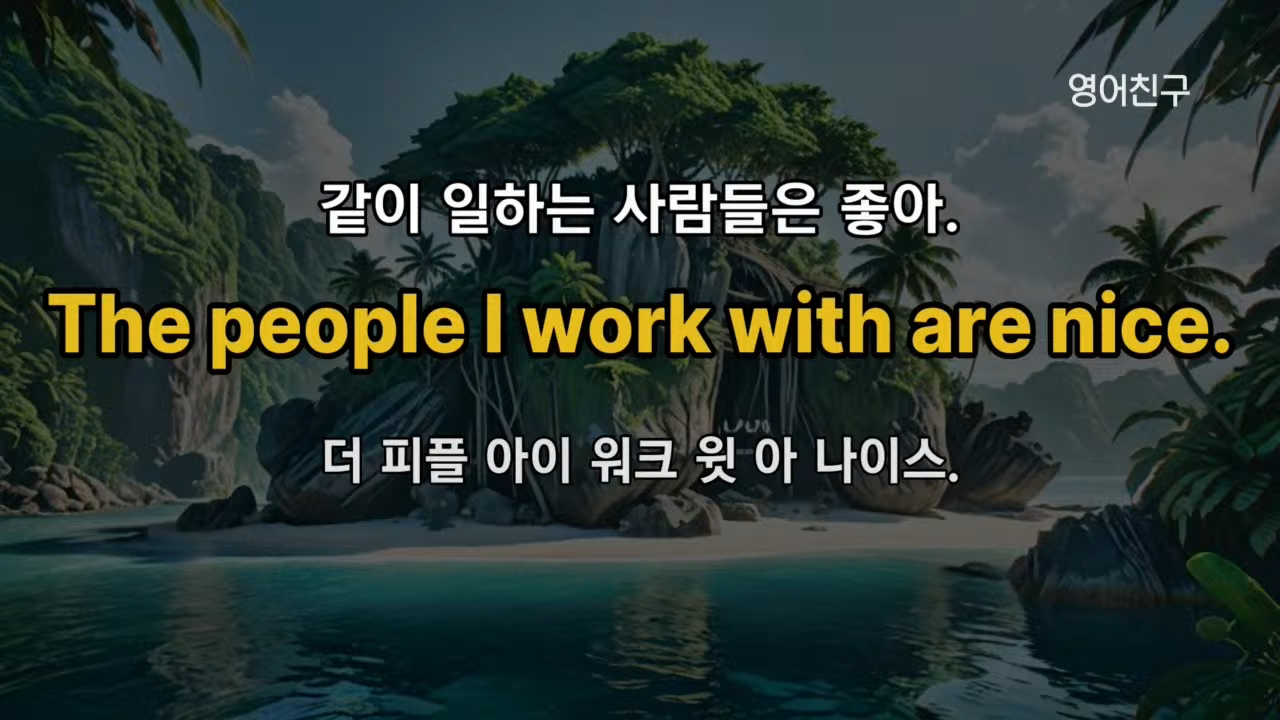 영어친구
같이 일하는 사람들은 좋아.
The people I work with are nice.
더 피플 아이 워크 윗 아 나이스.